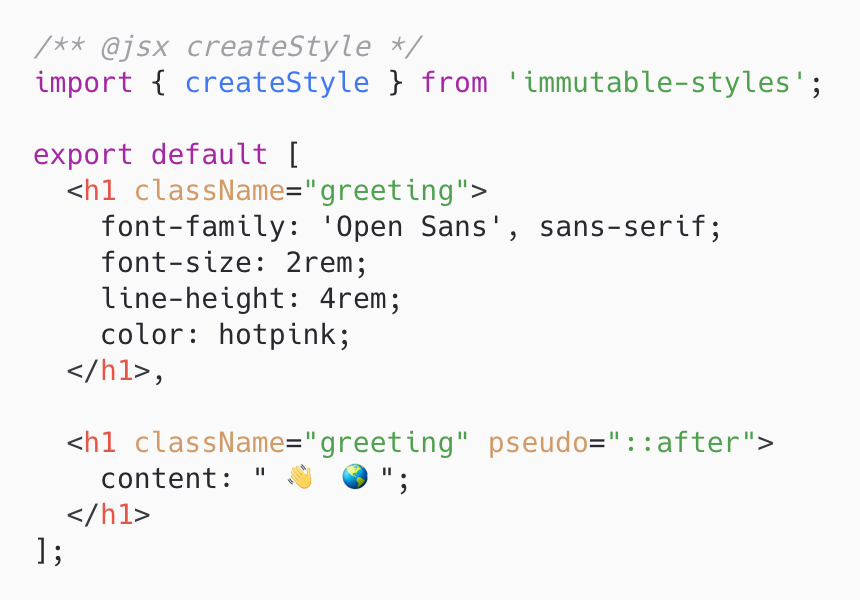 /** @jsx createStyle */
import { createStyle } from 'immutable-styles';

export default [
  <h1 className="greeting">
    font-family: 'Open Sans', sans-serif;
    font-size: 2rem;
    line-height: 4rem;
    color: hotpink;
  </h1>,

  <h1 className="greeting" pseudo="::after">
    content: " 👋 🌎 ";
  </h1>
];